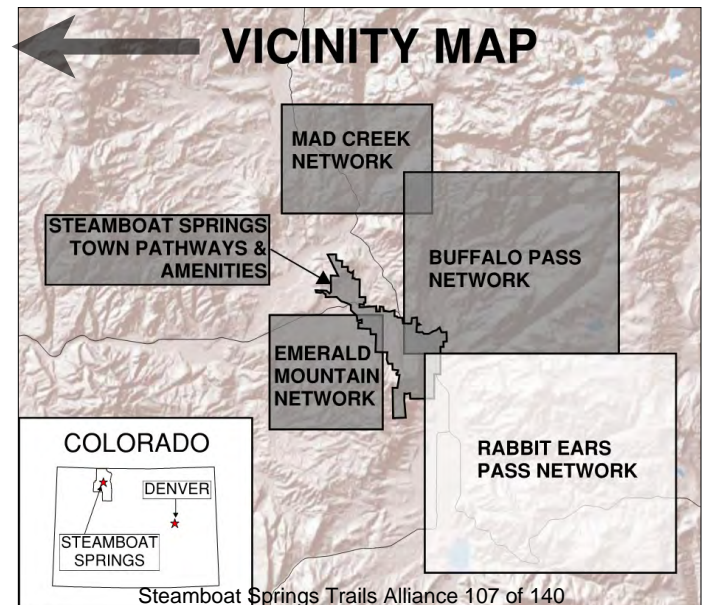 VICINITY MAP
MAD CREEK
NETWORK
STEAMBOAT SPRINGS
TOWN PATHWAYS &
AMENITIES
BUFFALO PASS
NETWORK
EMERALD
MOUNTAIN
NETWORK
RABBIT EARS
PASS NETWORK
COLORADO
DENVER
STEAMBOAT
SPRINGS
Steamboat Springs Trails Alliance 107 of 140